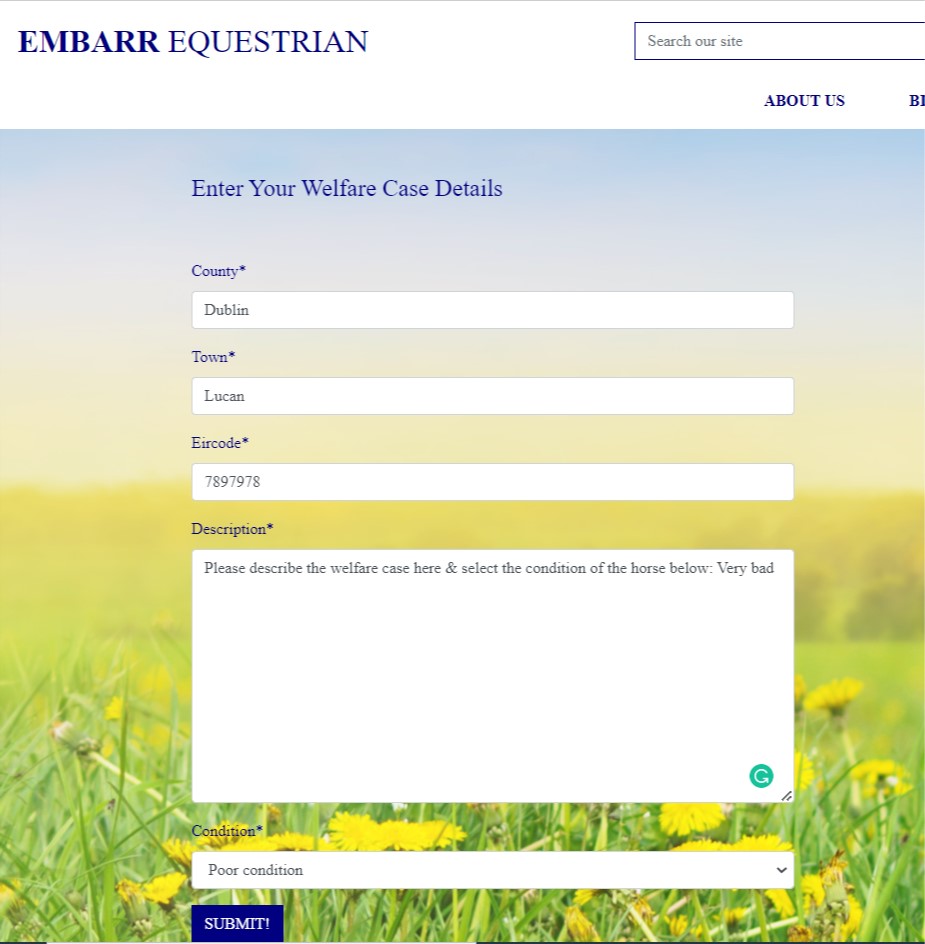 EMBARR EQUESTRIAN
Search our site
ABOUT US
Enter Your Welfare Case Details
County*
Dublin
Town*
Lucan
Eircode*
7897978
Description*
Please describe the welfare case here & select the condition of the horse below: Very bad
Condition*
Poor condition
SUBMIT!